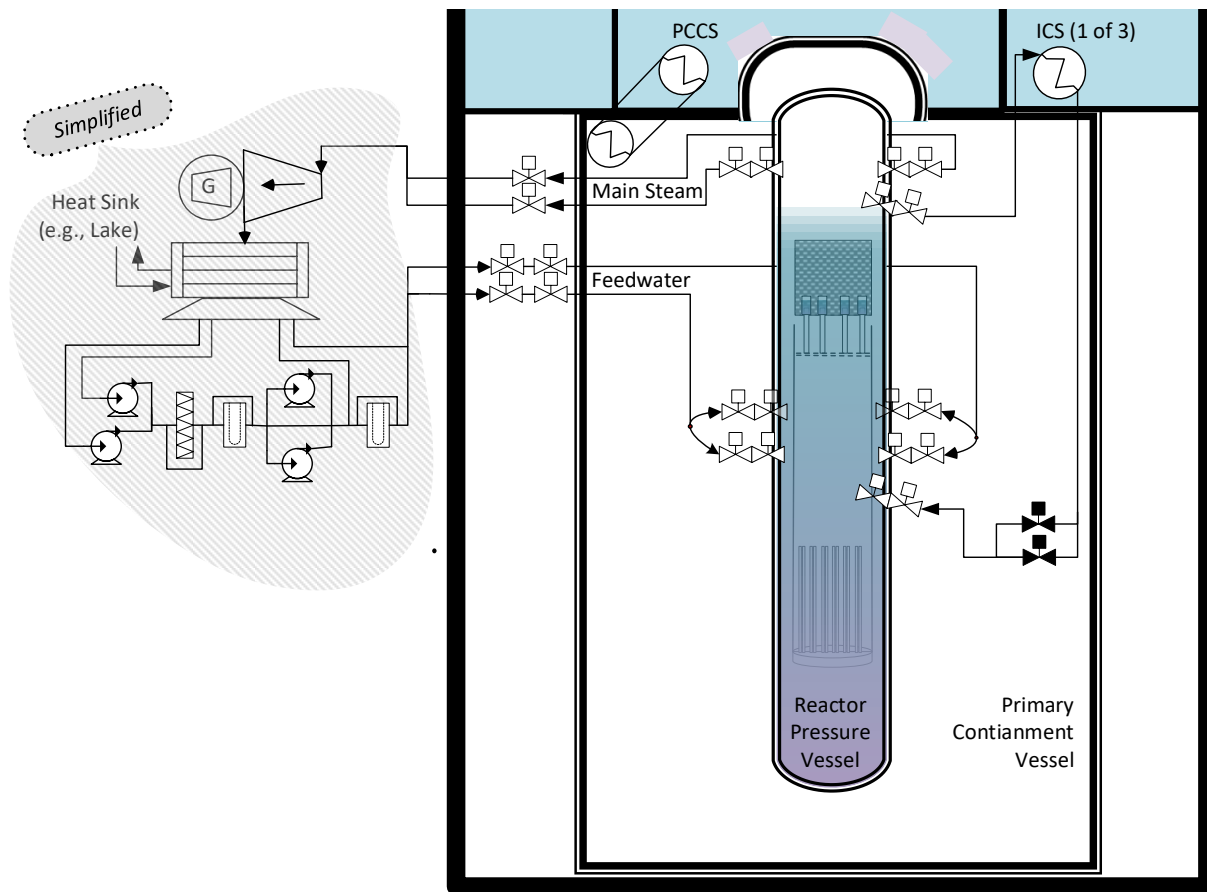 PCCS
ICS (1 of 3)
Simplified
G
Heat Sink
(e.g., Lake)
Main Steam
Feedwater
Reactor
Pressure
Vessel
Primary
Contianment
Vessel